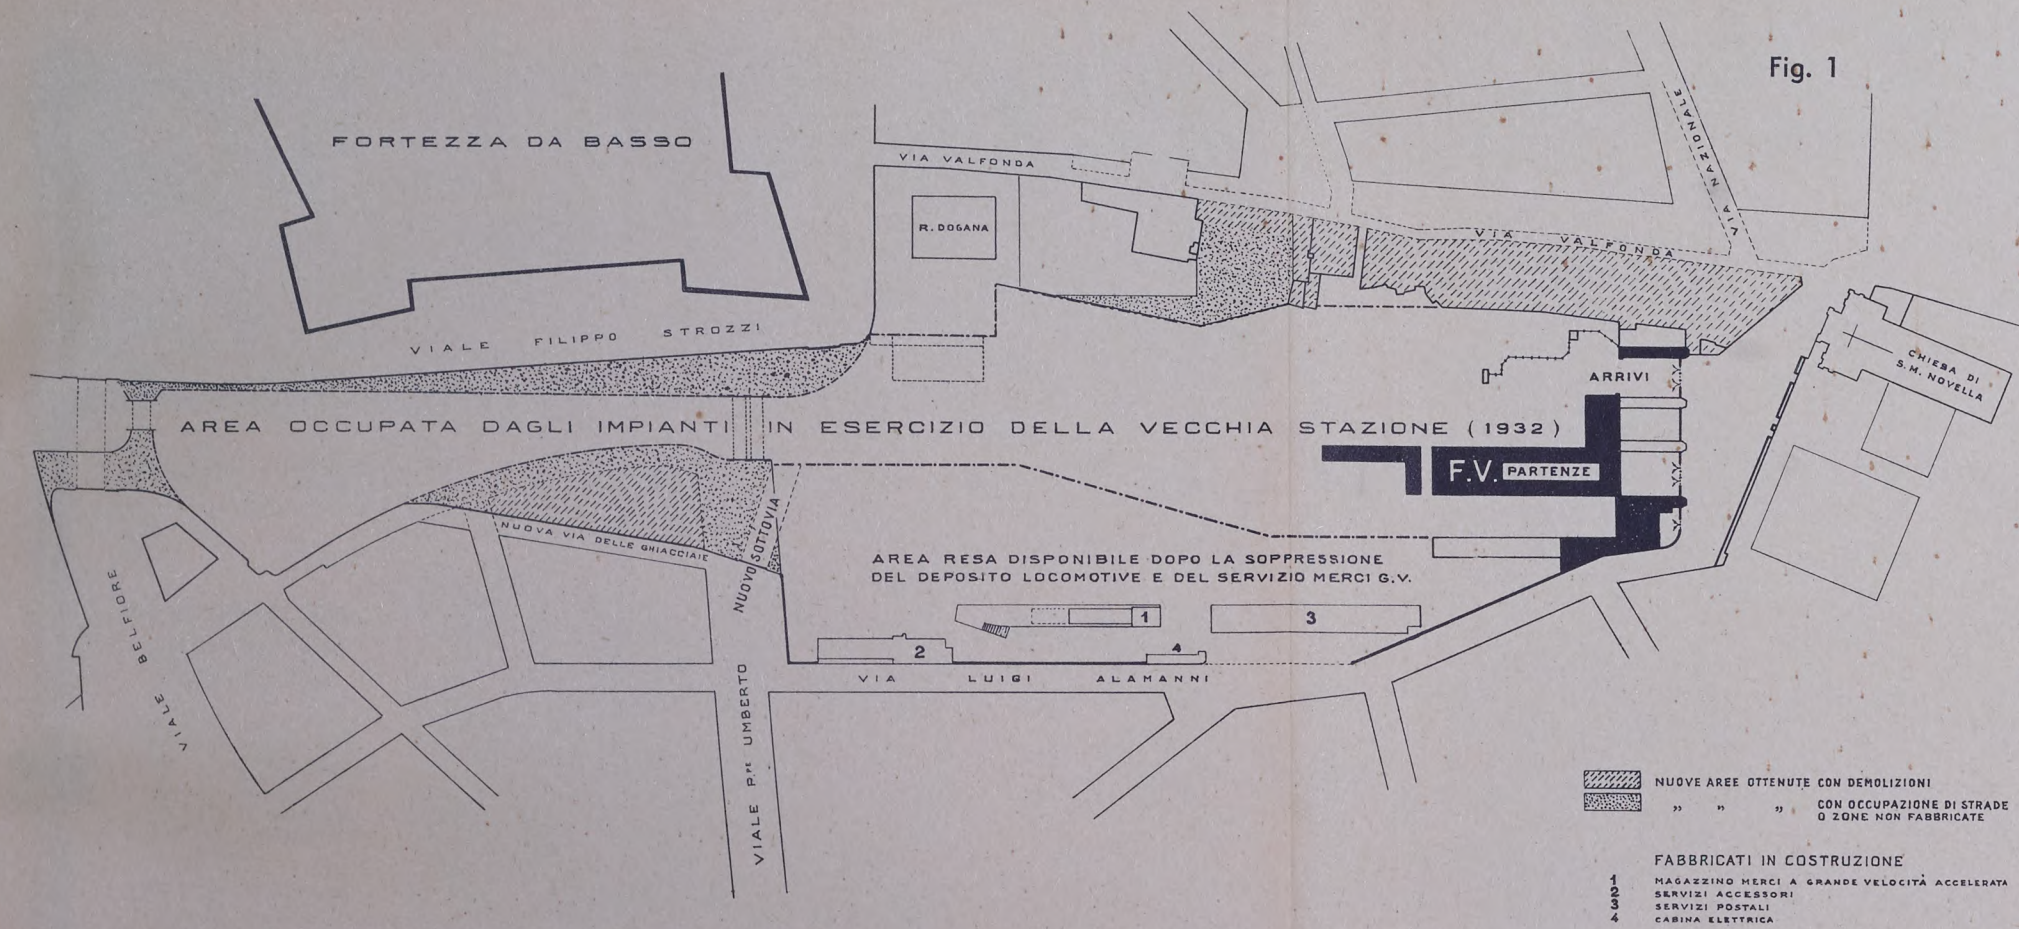 Fig. 1
FORTEZZA DA BASSO
VIA VALFONDA
VIA NAZIONALE
R. DOGANA
VIA VALFONDA
VIALE FILIPPO STROZZI
CHIESA DI
S.M. NOVELLA
ARRIVI
AREA OCCUPATA DAGLI IMPIANTI IN ESERCIZIO DELLA VECCHIA STAZIONE (1932)
F.V. PARTENZE
NUOVA VIA DELLE GHIACCIAIE
NUOVO SOTTOVIA
AREA RESA DISPONIBILE DOPO LA SOPPRESSIONE
DEL DEPOSITO LOCOMOTIVE E DEL SERVIZIO MERCI G.V.
VIALE BELFIORE
1
3
2
4
VIA LUIGI ALAMANNI
VIALE P.PE UMBERTO
NUOVE AREE OTTENUTE CON DEMOLIZIONI
„ „ „ CON OCCUPAZIONE DI STRADE
O ZONE NON FABBRICATE
FABBRICATI IN COSTRUZIONE
1 MAGAZZINO MERCI A GRANDE VELOCITÀ ACCELERATA
2 SERVIZI ACCESSORI
3 SERVIZI POSTALI
4 CABINA ELETTRICA